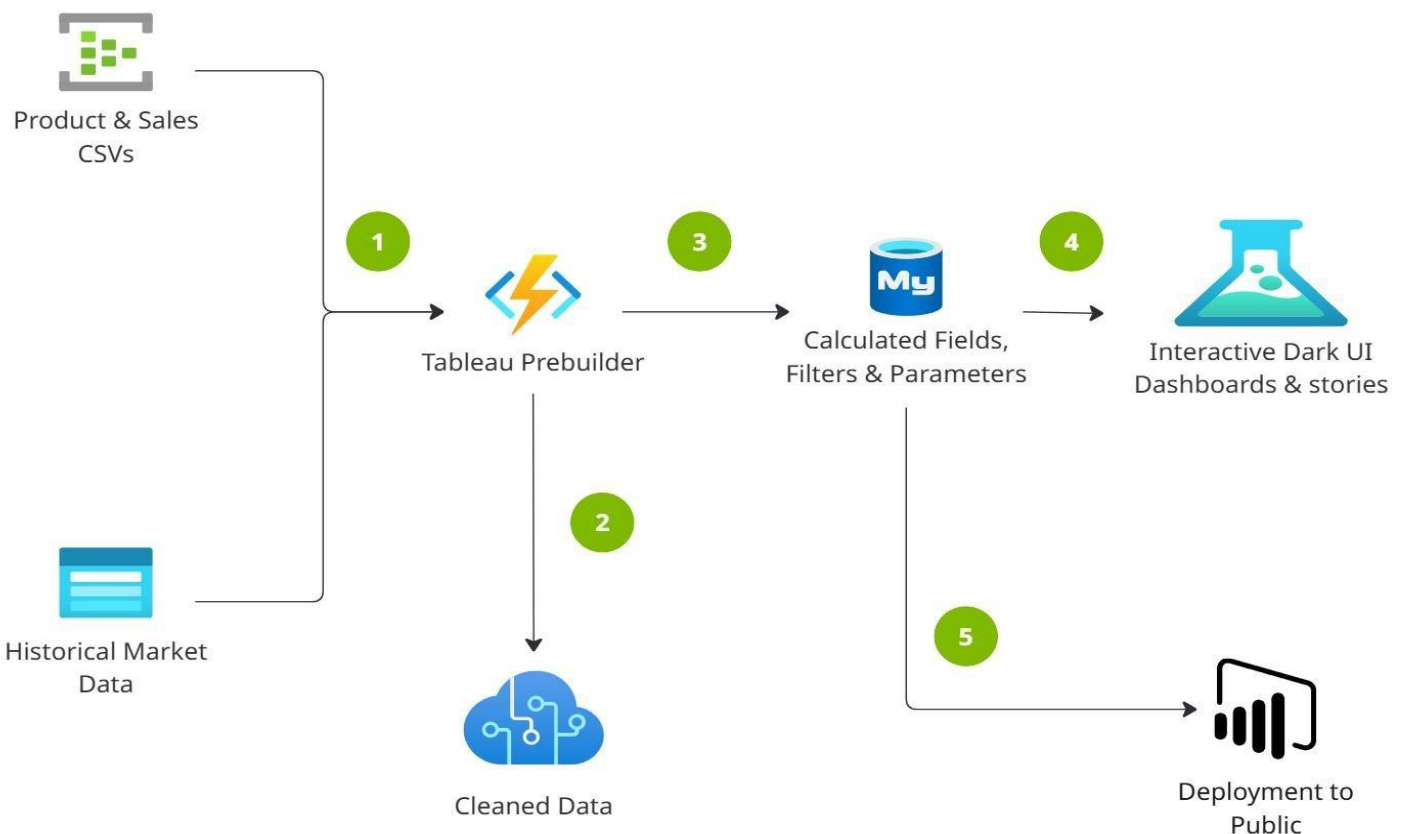 Product & Sales
CSVs
1
3
4
My
Tableau Prebuilder
Calculated Fields,
Filters & Parameters
Interactive Dark UI
Dashboards & stories
2
Historical Market
Data
5
Cleaned Data
Deployment to
Public